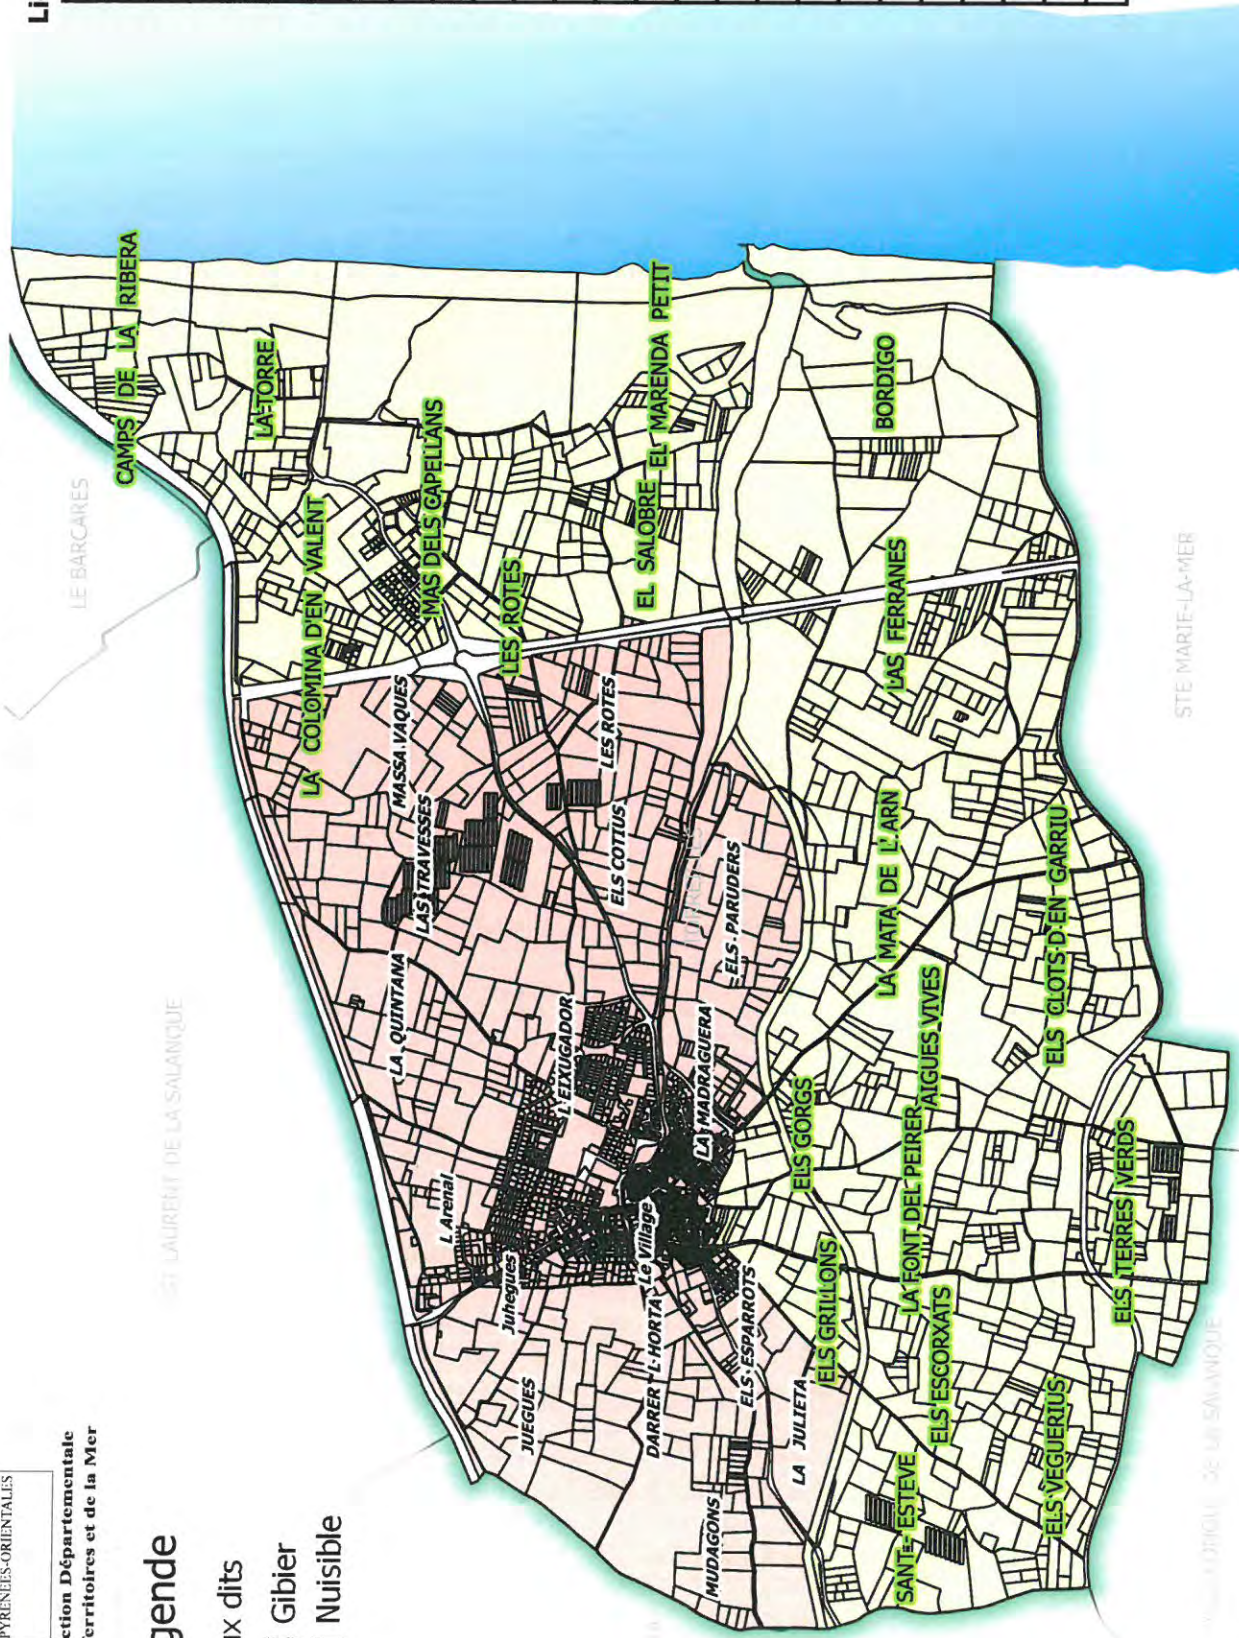 PYRENEES-ORIENTALES
ction Départementale
erritoires et de la Mer
gende
ux dits
Gibier
Nuisible
Li
LE BARCARES
ST LAURENT DE LA SALANQUE
STE MARIE-LA-MER
DE LA SALANQUE
CAMPS DE LA RIBERA
LA TORRE
LA COLOMINA D'EN VALENT
MAS DELS CAPELLANS
LES ROTES
EL SALOBRE EL MARENDA PETIT
BORDIGO
LAS FERRANES
MASSA VAQUES
LAS TRAVESSES
LES ROTES
ELS COTIUS
ELS PARUDERS
LA MATA DE L'ARN
ELS CLOTS D'EN GARRIU
LA QUINTANA
L'EIXUGADOR
LA MADRAGUERA
AIGUES VIVES
ELS GORGS
LA FONT DEL PEIRER
ELS TERRES VERDS
L Arenal
Juhegues
Le Village
JUEGUES
DARRER L HORTA
ELS ESPARROTS
ELS GRILLONS
ELS ESCORXATS
LA JULIETA
MUDAGONS
SANT ESTEVE
ELS VEGUERIUS